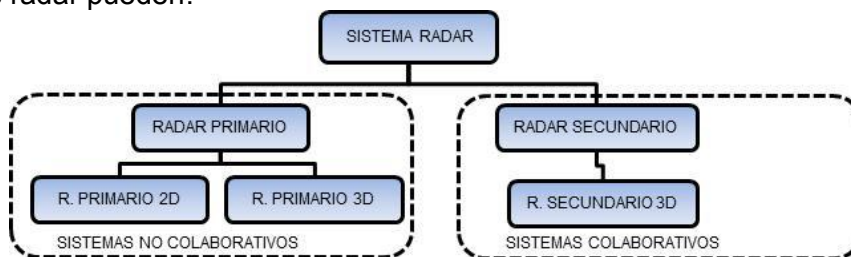 radar pueden:
SISTEMA RADAR
RADAR PRIMARIO
RADAR SECUNDARIO
R. PRIMARIO 2D
R. PRIMARIO 3D
R. SECUNDARIO 3D
SISTEMAS NO COLABORATIVOS
SISTEMAS COLABORATIVOS